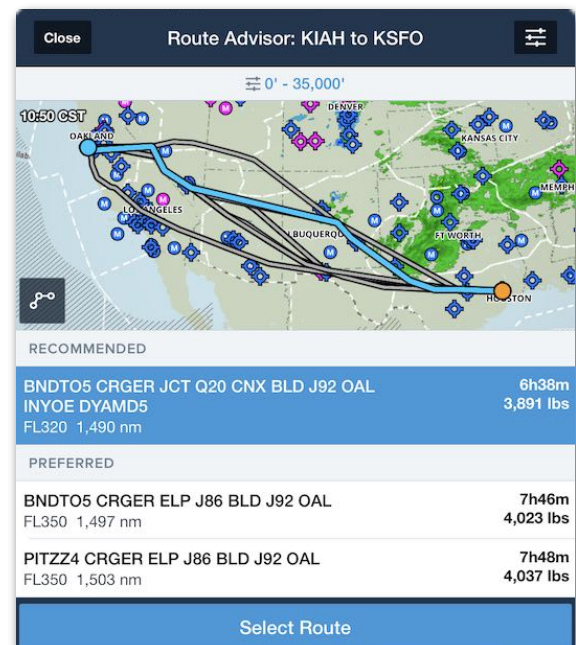 Close
Route Advisor: KIAH to KSFO
0' - 35,000'
10:50 CST
DENVER
OAKLAND
KANSAS CITY
MEMPH
LOS ANGELES
LBUQUERQU
FT WORTH
HOUSTON
RECOMMENDED
BNDTO5 CRGER JCT Q20 CNX BLD J92 OAL
6h38m
INYOE DYAMD5
3,891 lbs
FL320 1,490 nm
PREFERRED
BNDTO5 CRGER ELP J86 BLD J92 OAL
7h46m
FL350 1,497 nm
4,023 lbs
PITZZ4 CRGER ELP J86 BLD J92 OAL
7h48m
FL350 1,503 nm
4,037 lbs
Select Route